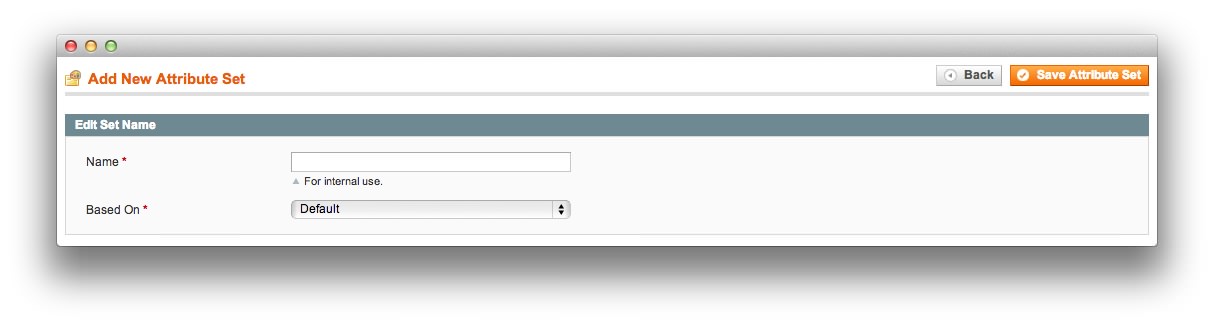 Add New Attribute Set
Back
Save Attribute Set
Edit Set Name
Name *
For internal use.
Based On *
Default